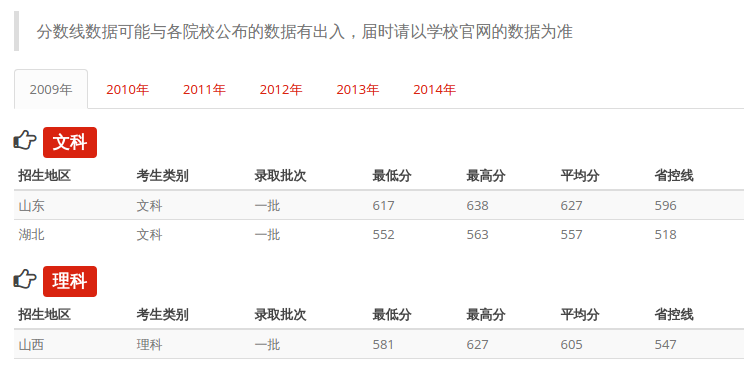 分数线数据可能与各院校公布的数据有出入，届时请以学校官网的数据为准
2009年 2010年 2011年 2012年 2013年 2014年
文科
招生地区 考生类别 录取批次 最低分 最高分 平均分 省控线
山东 文科 一批 617 638 627 596
湖北 文科 一批 552 563 557 518
理科
招生地区 考生类别 录取批次 最低分 最高分 平均分 省控线
山西 理科 一批 581 627 605 547